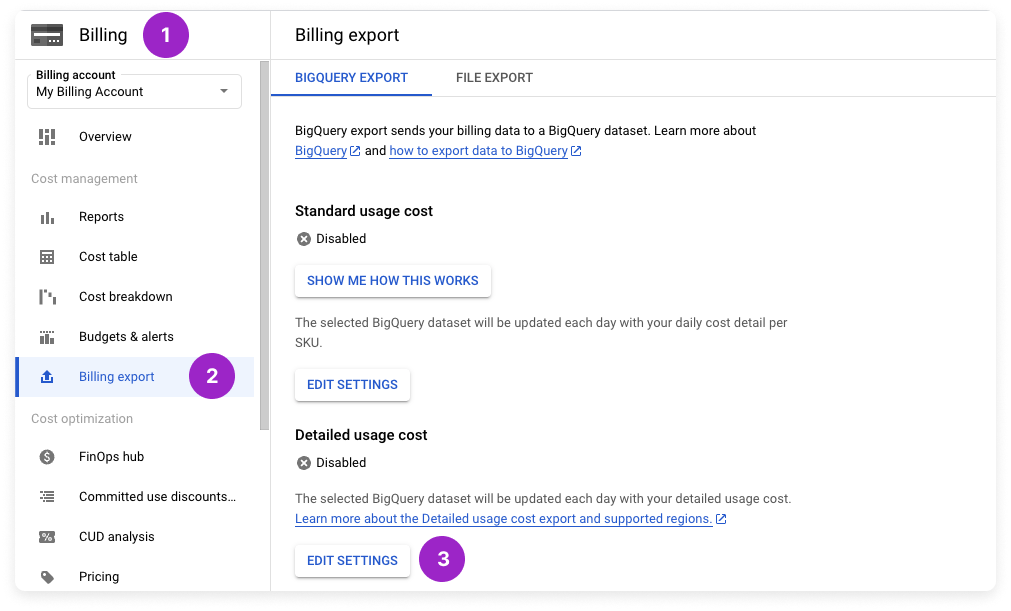 Billing
1
Billing account
My Billing Account
Overview
Cost management
Reports
Cost table
Cost breakdown
Budgets & alerts
Billing export
2
Cost optimization
$
FinOps hub
Committed use discounts…
%
CUD analysis
Pricing
Billing export
BIGQUERY EXPORT
FILE EXPORT
BigQuery export sends your billing data to a BigQuery dataset. Learn more about
BigQuery and how to export data to BigQuery
Standard usage cost
Disabled
SHOW ME HOW THIS WORKS
The selected BigQuery dataset will be updated each day with your daily cost detail per
SKU.
EDIT SETTINGS
Detailed usage cost
Disabled
The selected BigQuery dataset will be updated each day with your detailed usage cost.
Learn more about the Detailed usage cost export and supported regions.
EDIT SETTINGS
3